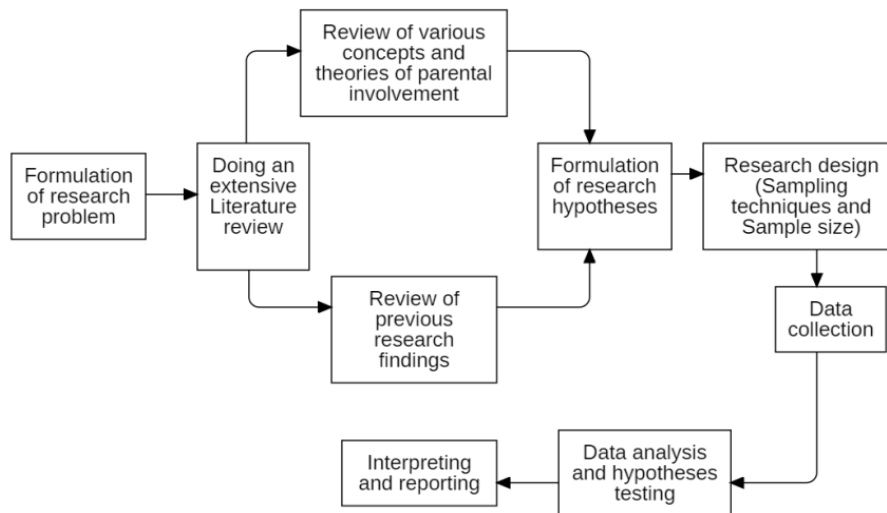 Formulation
of research
problem
Doing an
extensive
Literature
review
Review of various
concepts and
theories of parental
involvement
Review of
previous
research
findings
Formulation
of research
hypotheses
Research design
(Sampling
techniques and
Sample size)
Data
collection
Data analysis
and hypotheses
testing
Interpreting
and reporting